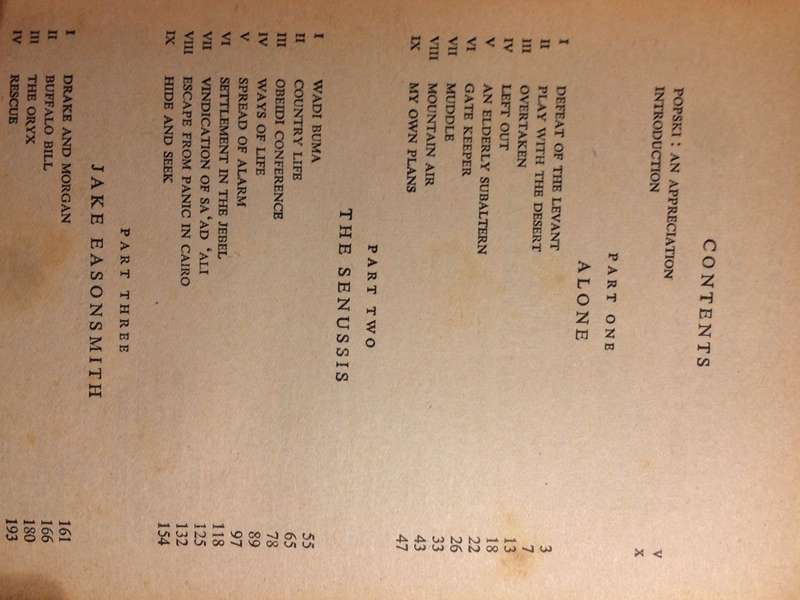 CONTENTS
POPSKI : AN APPRECIATION v
INTRODUCTION x
PART ONE
ALONE
I DEFEAT OF THE LEVANT 3
II PLAY WITH THE DESERT 7
III OVERTAKEN 13
IV LEFT OUT 18
V AN ELDERLY SUBALTERN 22
VI GATE KEEPER 26
VII MUDDLE 33
VIII MOUNTAIN AIR 43
IX MY OWN PLANS 47
PART TWO
THE SENUSSIS
I WADI BUMA 55
II COUNTRY LIFE 65
III OBEIDI CONFERENCE 78
IV WAYS OF LIFE 89
V SPREAD OF ALARM 97
VI SETTLEMENT IN THE JEBEL 118
VII VINDICATION OF SA'AD 'ALI 125
VIII ESCAPE FROM PANIC IN CAIRO 132
IX HIDE AND SEEK 154
PART THREE
JAKE EASONSMITH
I DRAKE AND MORGAN 161
II BUFFALO BILL 166
III THE ORYX 180
IV RESCUE 193